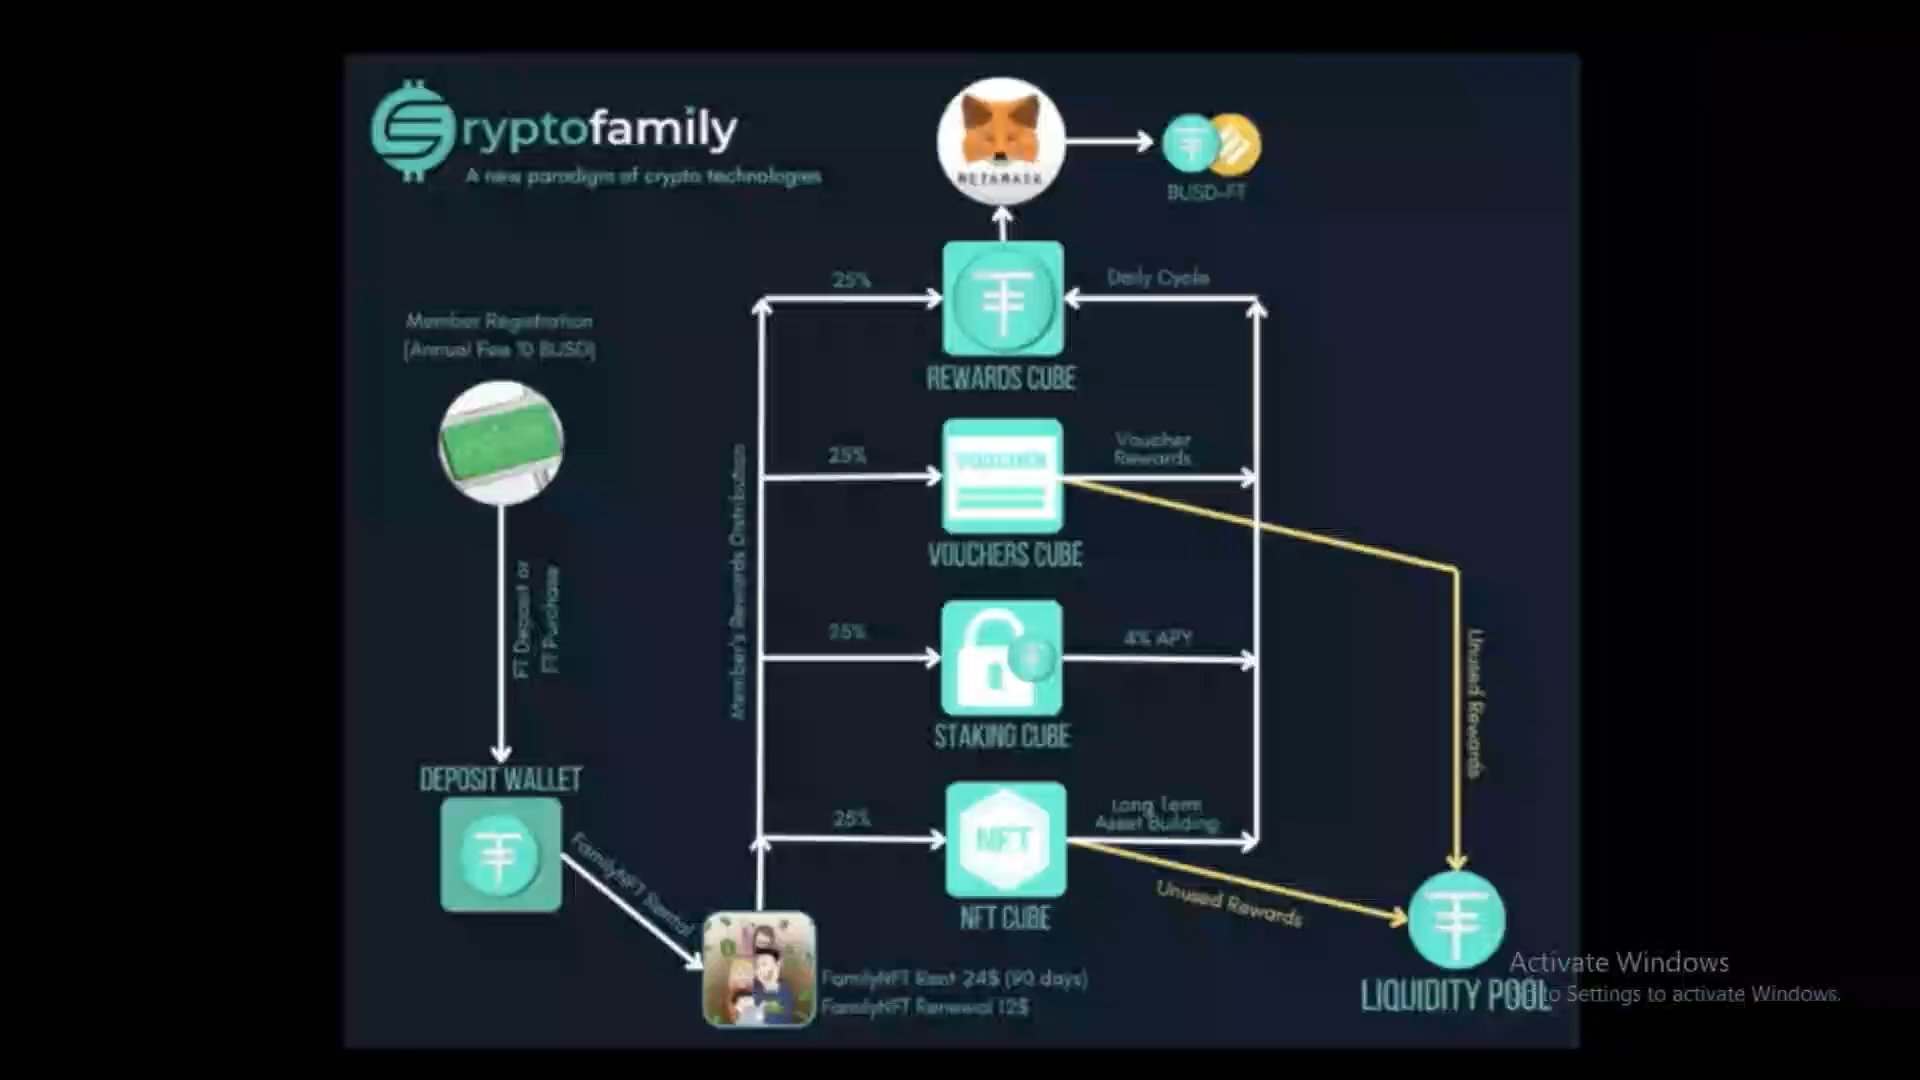 ryptofamily
A new paradigm of crypto technologies
METAMASK
BUSD-FT
25%
Daily Cycle
REWARDS CUBE
Member Registration
(Annual Fee 10 BUSD)
25%
Voucher
Rewards
VOUCHER
VOUCHERS CUBE
Member's Rewards Distribution
FT Deposit or
FT Purchase
25%
4% APY
STAKING CUBE
Unused Rewards
DEPOSIT WALLET
25%
Long Term
Asset Building
NFT
NFT CUBE
FamilyNFT Rental
Unused Rewards
FamilyNFT Rent 24$ (90 days)
FamilyNFT Renewal 12$
LIQUIDITY POOL
Activate Windows
to Settings to activate Windows.